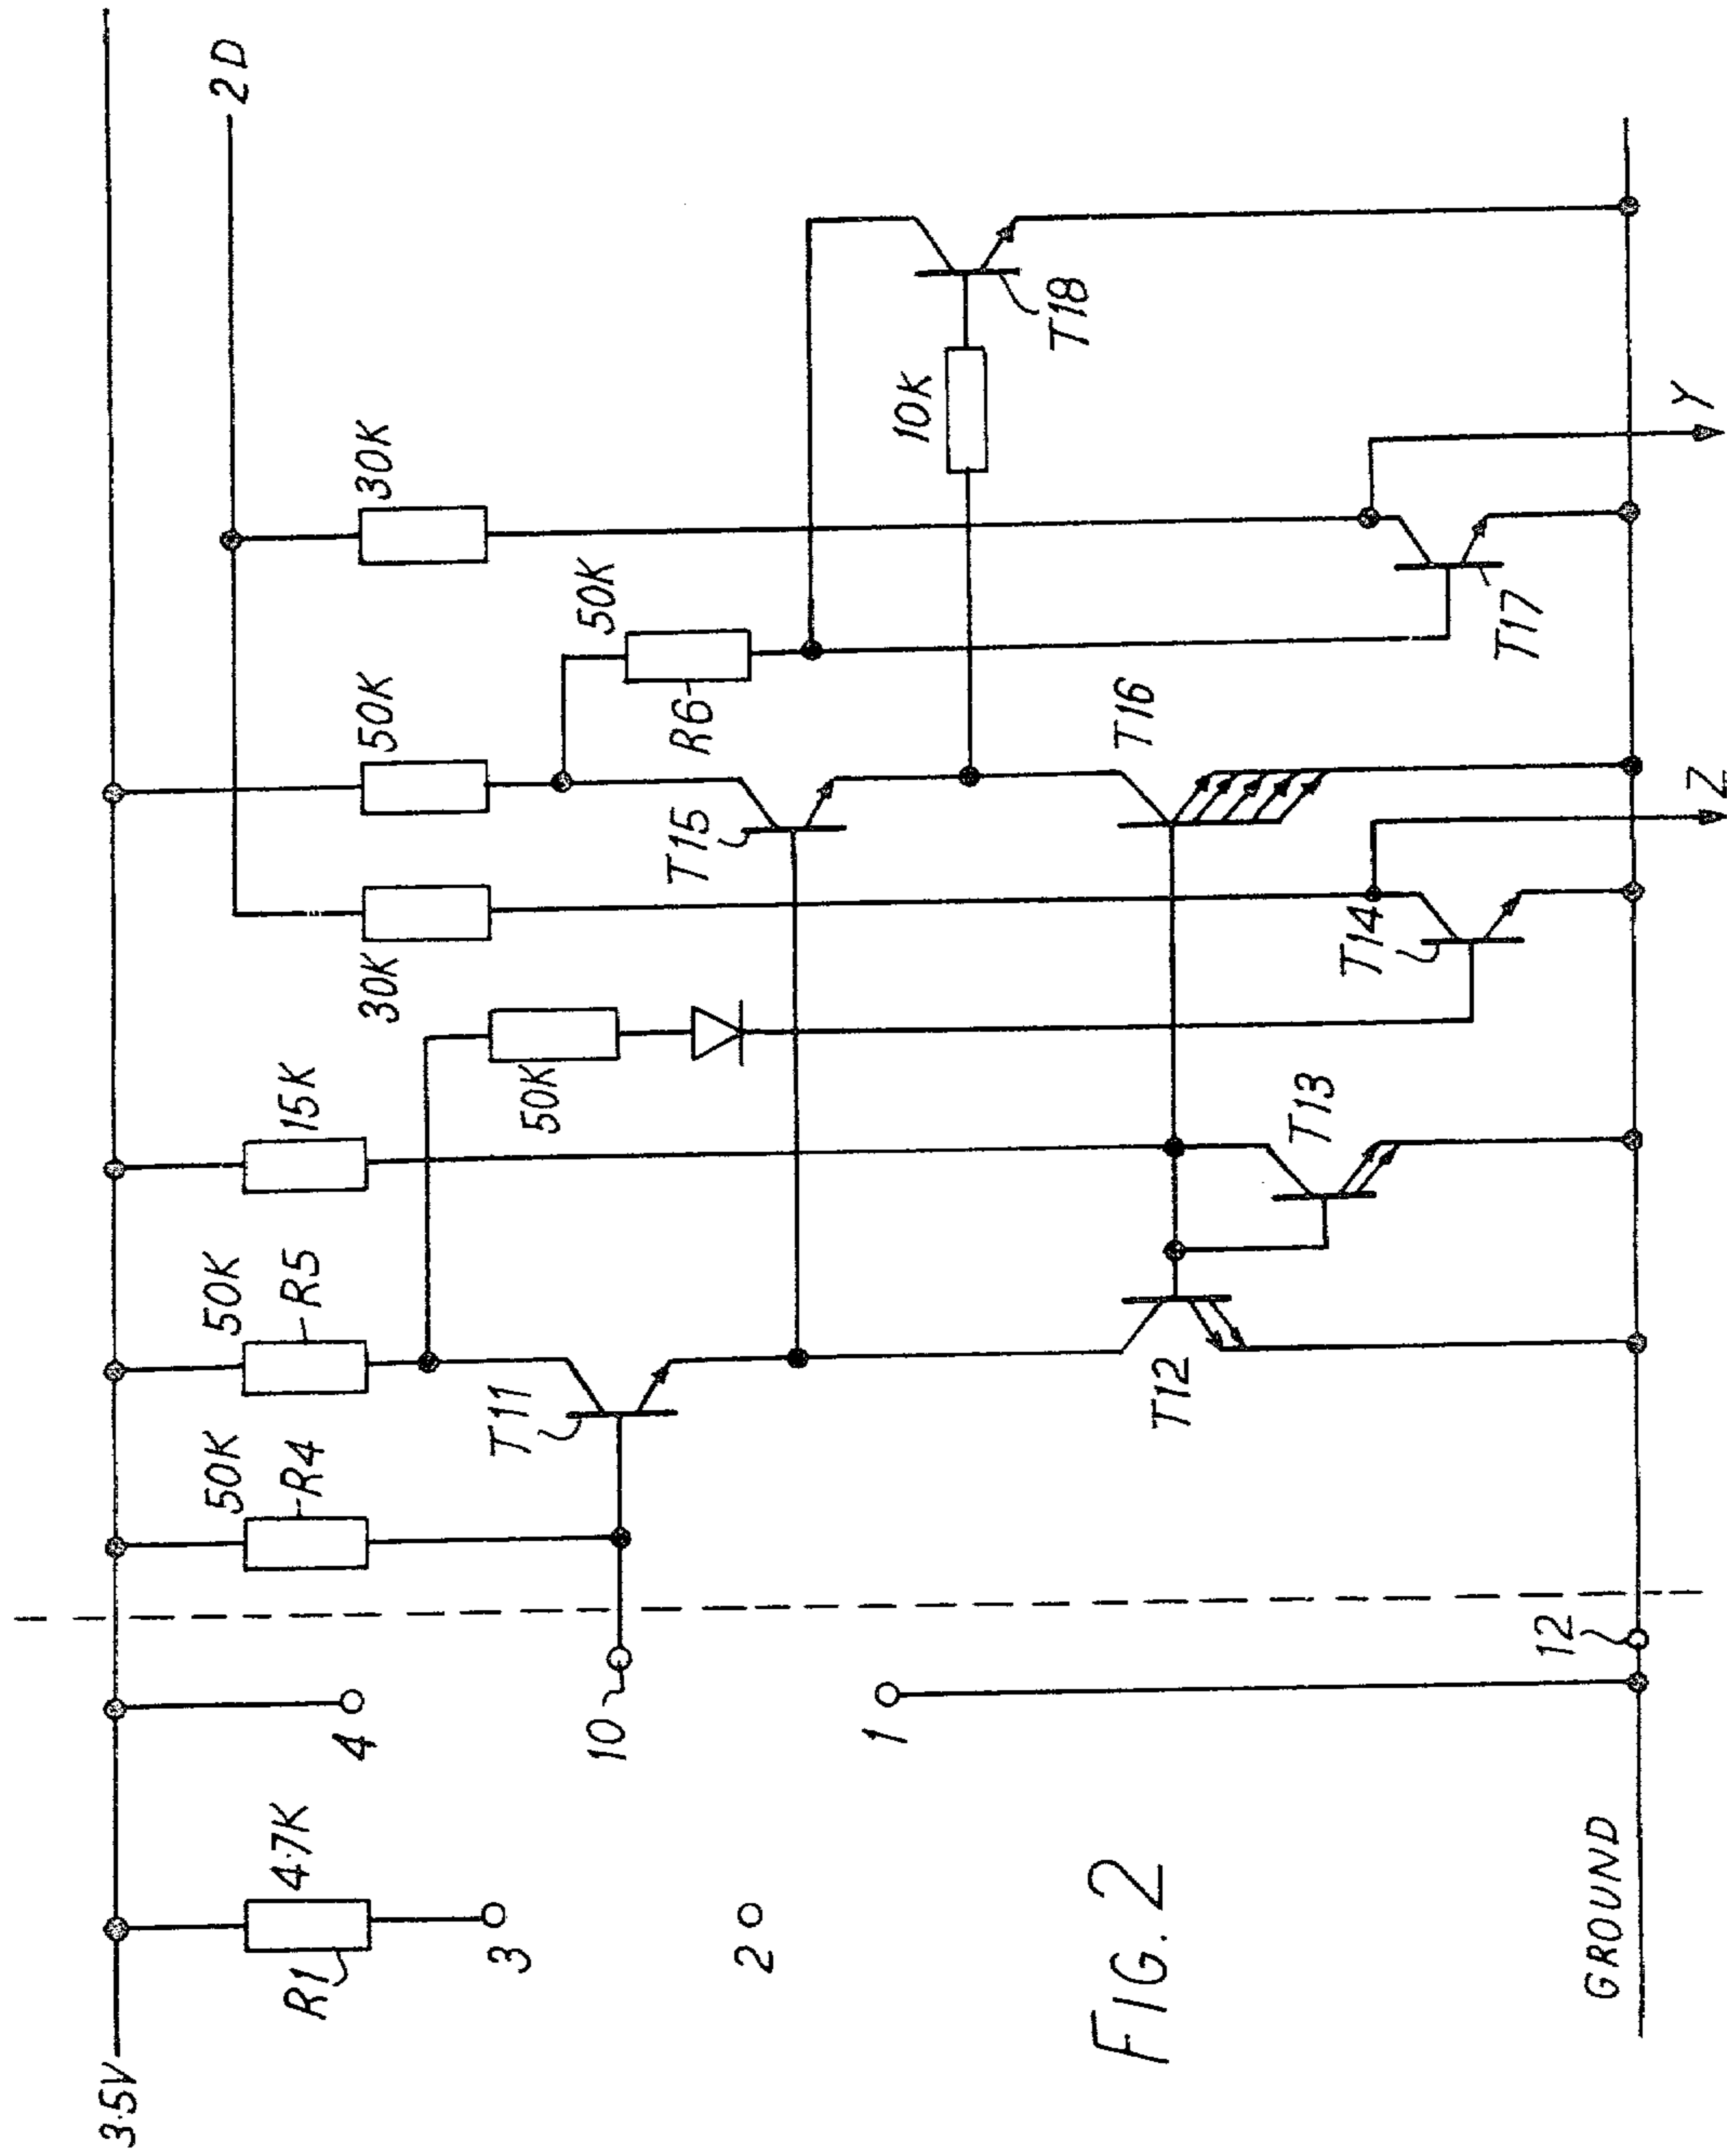 3.5V
2D
4.7K
R1
3
2
4
10
1
12
GROUND
50K
R4
50K
R5
15K
50K
30K
50K
50K
R6
30K
10K
T11
T12
T13
T14
T15
T16
T17
T18
Z
Y
FIG. 2